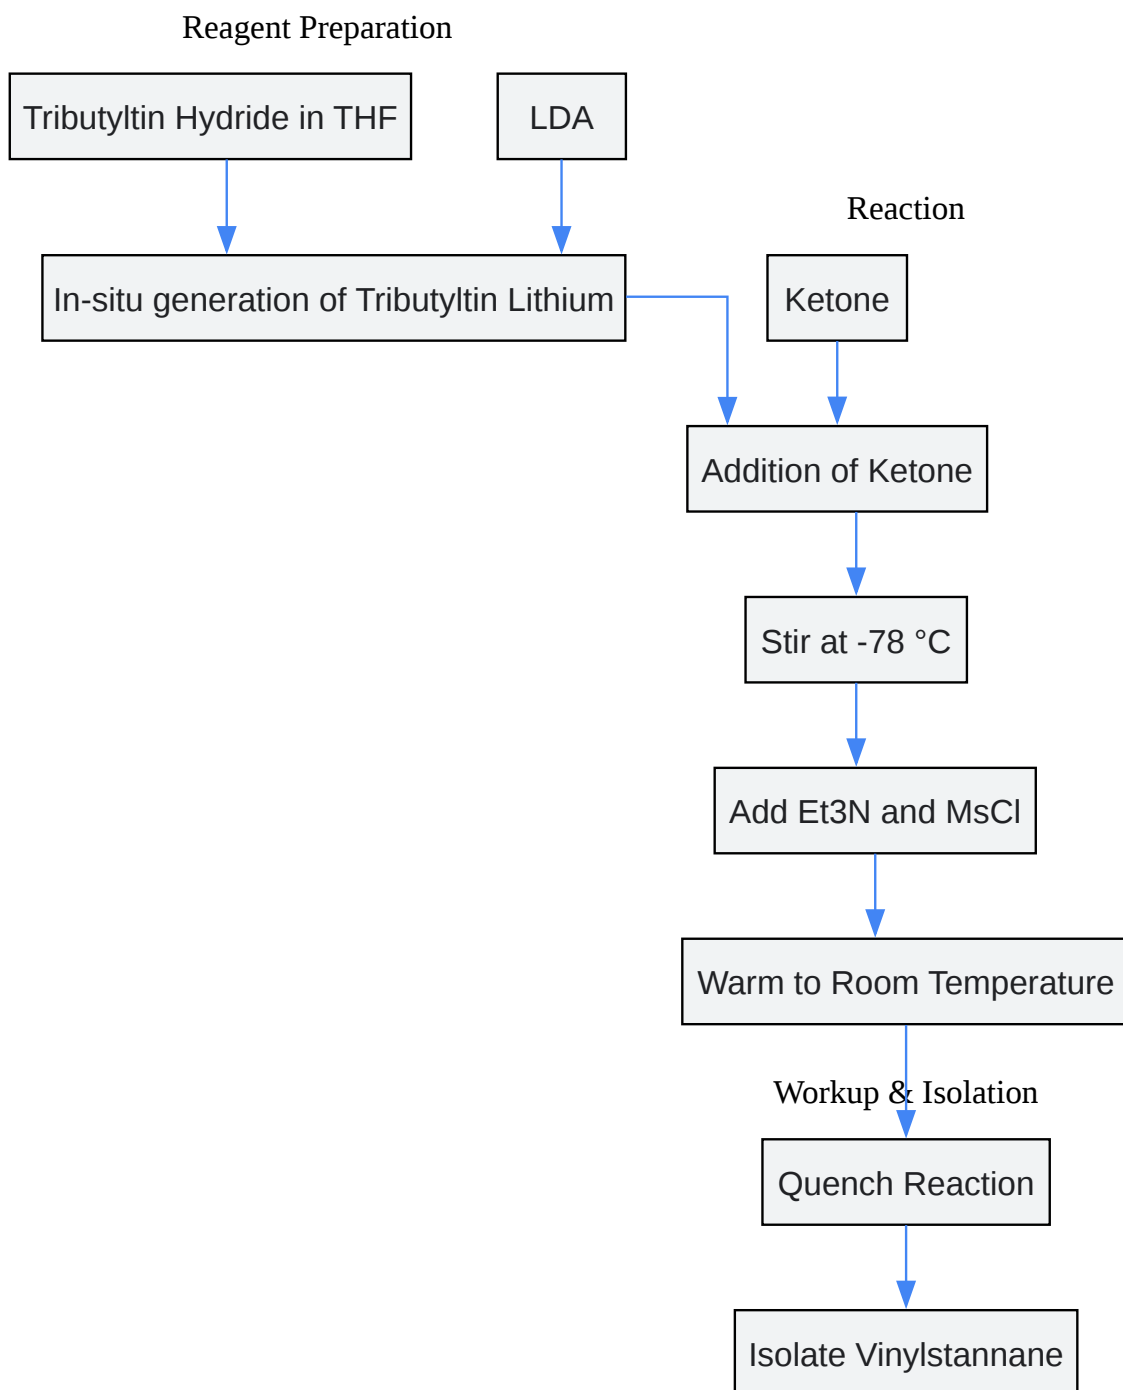 Reagent Preparation
Tributyltin Hydride in THF
LDA
Reaction
In-situ generation of Tributyltin Lithium
Ketone
Addition of Ketone
Stir at -78 °C
Add Et3N and MsCl
Warm to Room Temperature
Workup & Isolation
Quench Reaction
Isolate Vinylstannane